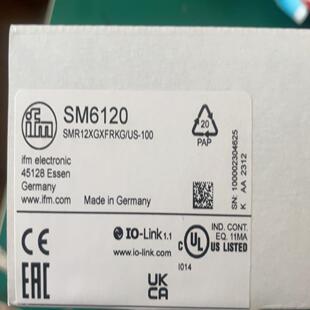 ifm
SM6120
SMR12XGXFRKG/US-100
ifm electronic
45128 Essen
Germany
www.ifm.com
Made in Germany
20
PAP
SN: 100002304625
K AA 2312
CE
IO-Link 1.1
www.io-link.com
C UL US LISTED
IND. CONT.
EQ. 11MA
I014
EAC
UK
CA